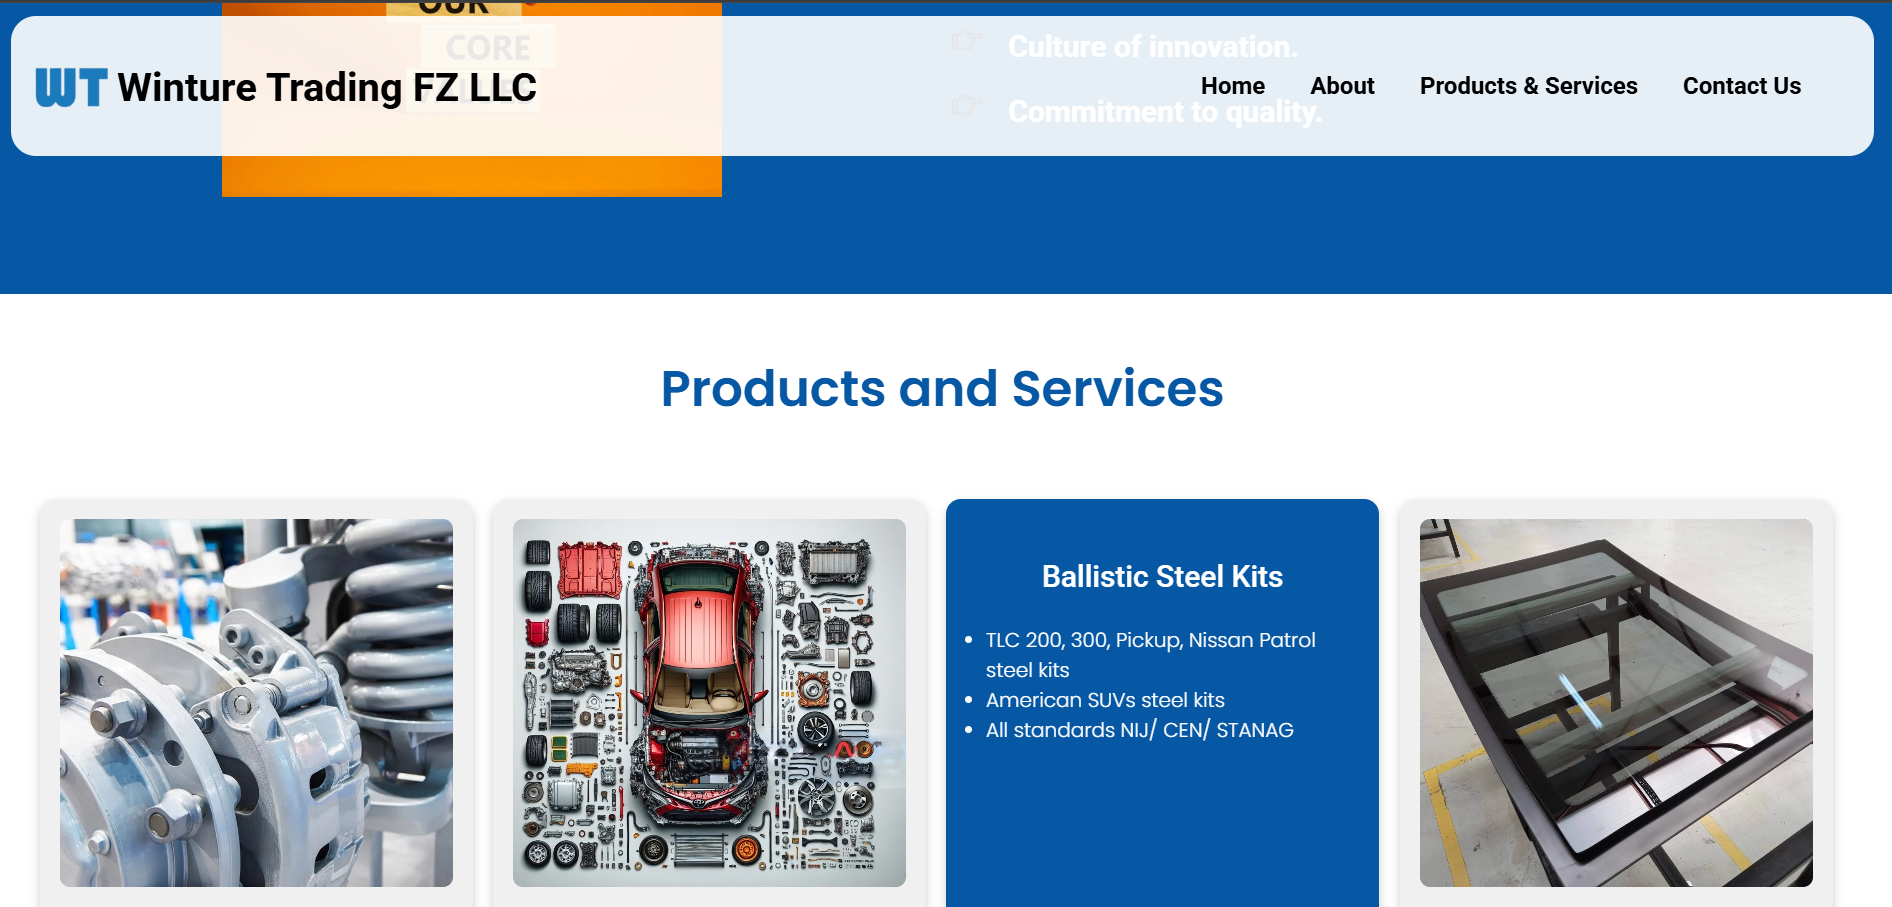 OUR
CORE
Culture of innovation.
WT Winture Trading FZ LLC
Home
About
Products & Services
Contact Us
Commitment to quality.
Products and Services
Ballistic Steel Kits
TLC 200, 300, Pickup, Nissan Patrol
steel kits
American SUVs steel kits
All standards NIJ/ CEN/ STANAG